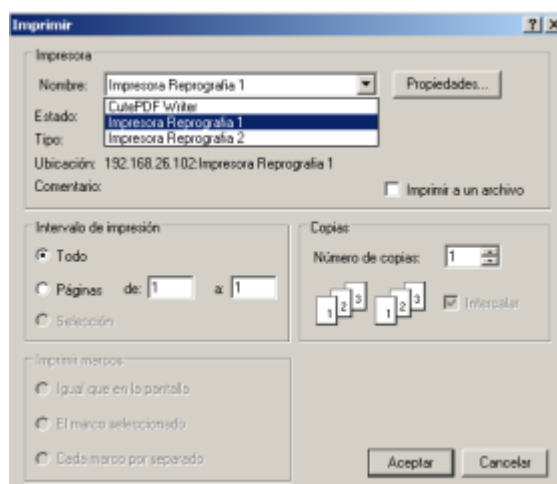 Imprimir
Impresora
Nombre: Impresora Reprografia 1 Propiedades...
CutePDF Writer
Estado: Impresora Reprografia 1
Tipo: Impresora Reprografia 2
Ubicación: 192.168.26.102:Impresora Reprografia 1
Comentario: Imprimir a un archivo
Intervalo de impresión Copias
Todo Número de copias: 1
Páginas de: 1 a: 1
1 2 3 1 2 3 Intercalar
Selección
Imprimir marcos
Igual que en la pantalla
El marco seleccionado
Cada marco por separado
Aceptar Cancelar